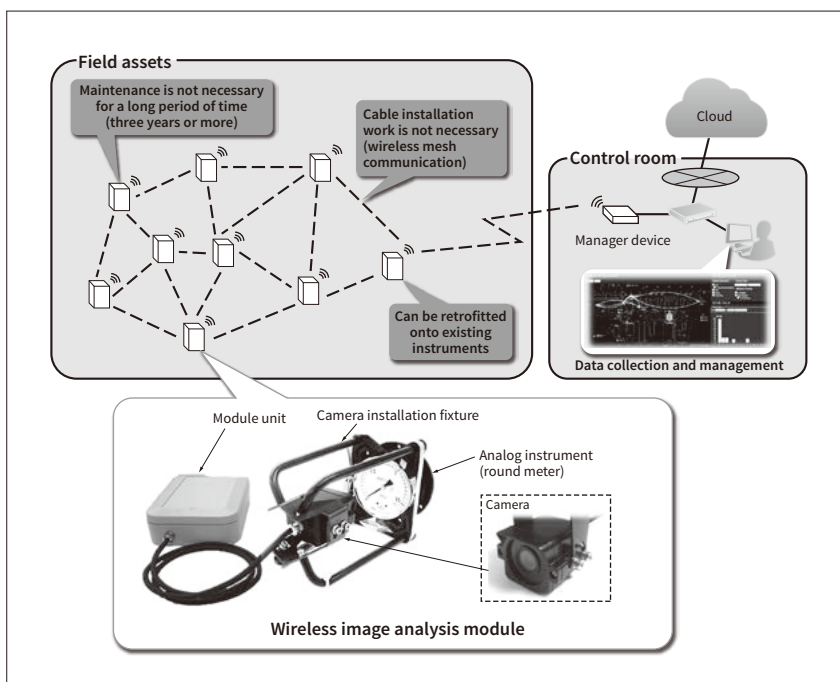 Field assets
Maintenance is not necessary
for a long period of time
(three years or more)
Cable installation
work is not necessary
(wireless mesh
communication)
Can be retrofitted
onto existing
instruments
Cloud
Control room
Manager device
Data collection and management
Module unit
Camera installation fixture
Analog instrument
(round meter)
Camera
Wireless image analysis module